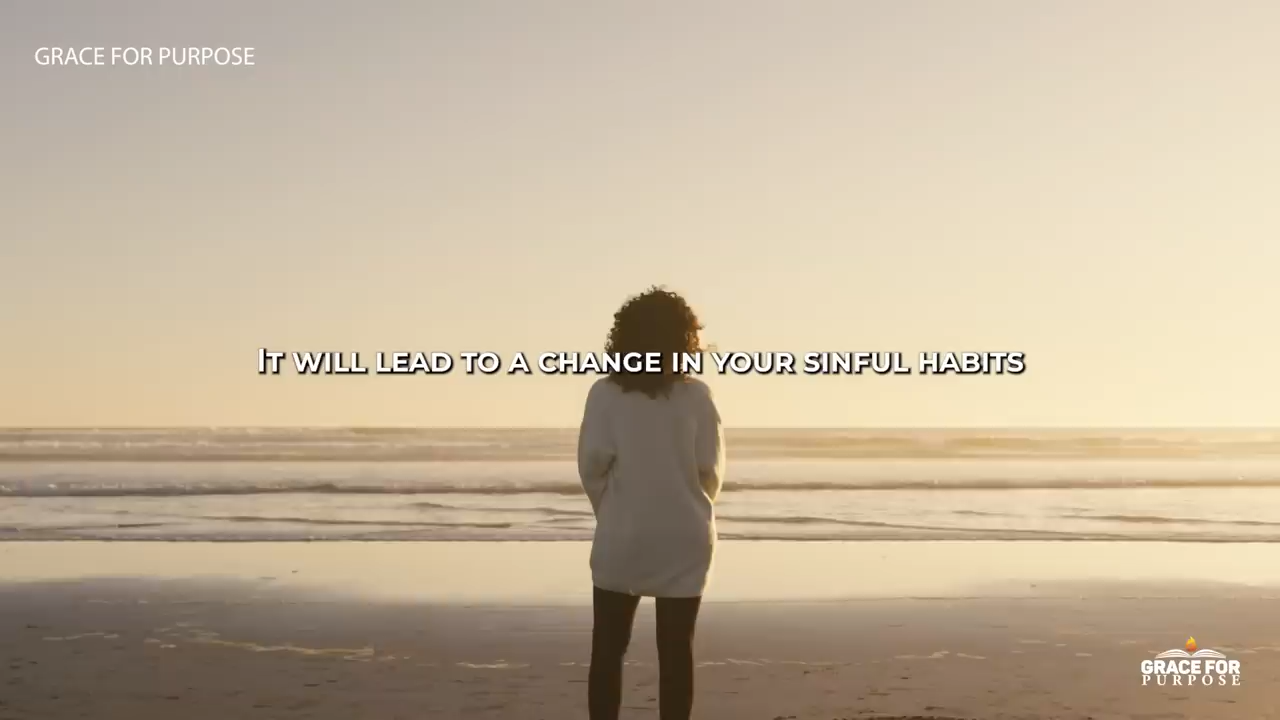 GRACE FOR PURPOSE
It will lead to a change in your sinful habits
GRACE FOR
PURPOSE